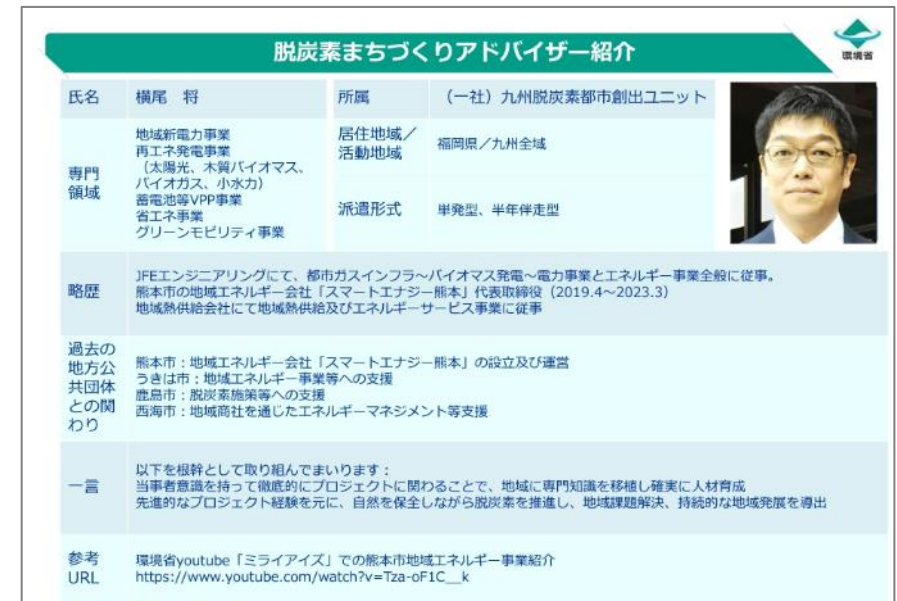 脱炭素まちづくりアドバイザー紹介
環境省
氏名
横尾 将
所属
（一社）九州脱炭素都市創出ユニット
専門
領域
地域新電力事業
再エネ発電事業
（太陽光、木質バイオマス、
バイオガス、小水力）
蓄電池等VPP事業
省エネ事業
グリーンモビリティ事業
居住地域／
活動地域
福岡県／九州全域
派遣形式
単発型、半年伴走型
略歴
JFEエンジニアリングにて、都市ガスインフラ～バイオマス発電～電力事業とエネルギー事業全般に従事。
熊本市の地域エネルギー会社「スマートエナジー熊本」代表取締役（2019.4～2023.3）
地域熱供給会社にて地域熱供給及びエネルギーサービス事業に従事
過去の
地方公
共団体
との関
わり
熊本市：地域エネルギー会社「スマートエナジー熊本」の設立及び運営
うきは市：地域エネルギー事業等への支援
鹿島市：脱炭素施策等への支援
西海市：地域商社を通じたエネルギーマネジメント等支援
一言
以下を根幹として取り組んでまいります：
当事者意識を持って徹底的にプロジェクトに関わることで、地域に専門知識を移植し確実に人材育成
先進的なプロジェクト経験を元に、自然を保全しながら脱炭素を推進し、地域課題解決、持続的な地域発展を導出
参考
URL
環境省youtube「ミライアイズ」での熊本市地域エネルギー事業紹介
https://www.youtube.com/watch?v=Tza-oF1C__k